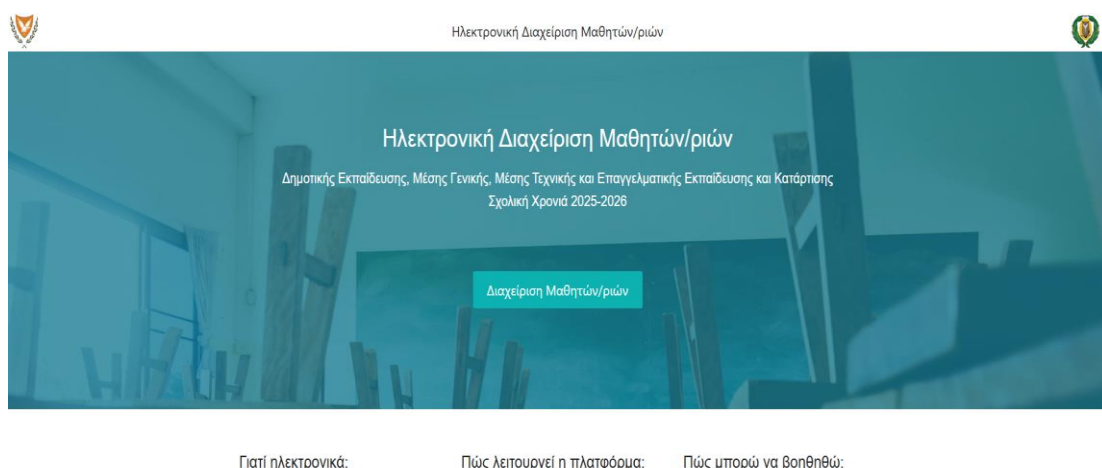 Ηλεκτρονική Διαχείριση Μαθητών/ριών
Ηλεκτρονική Διαχείριση Μαθητών/ριών
Δημοτικής Εκπαίδευσης, Μέσης Γενικής, Μέσης Τεχνικής και Επαγγελματικής Εκπαίδευσης και Κατάρτισης
Σχολική Χρονιά 2025-2026
Διαχείριση Μαθητών/ριών
Γιατί ηλεκτρονικά; Πώς λειτουργεί η πλατφόρμα; Πώς μπορώ να βοηθηθώ;